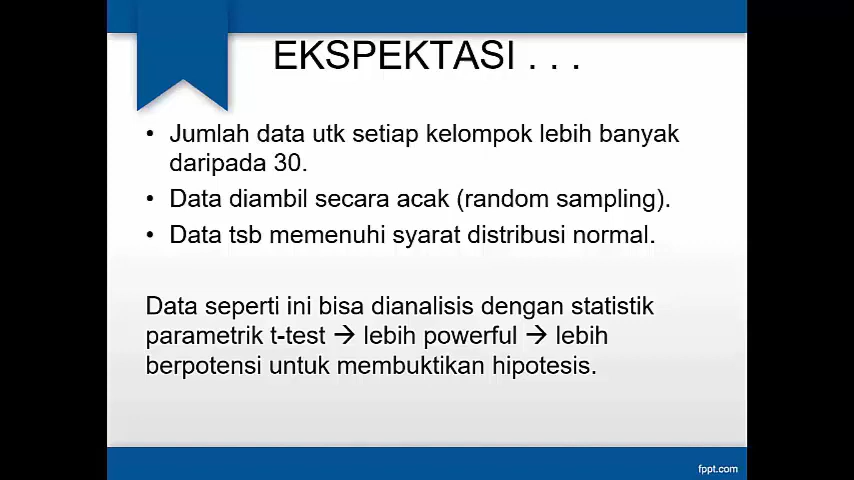 EKSPEKTASI . . .
• Jumlah data utk setiap kelompok lebih banyak
daripada 30.
• Data diambil secara acak (random sampling).
• Data tsb memenuhi syarat distribusi normal.
Data seperti ini bisa dianalisis dengan statistik
parametrik t-test → lebih powerful → lebih
berpotensi untuk membuktikan hipotesis.
fppt.com